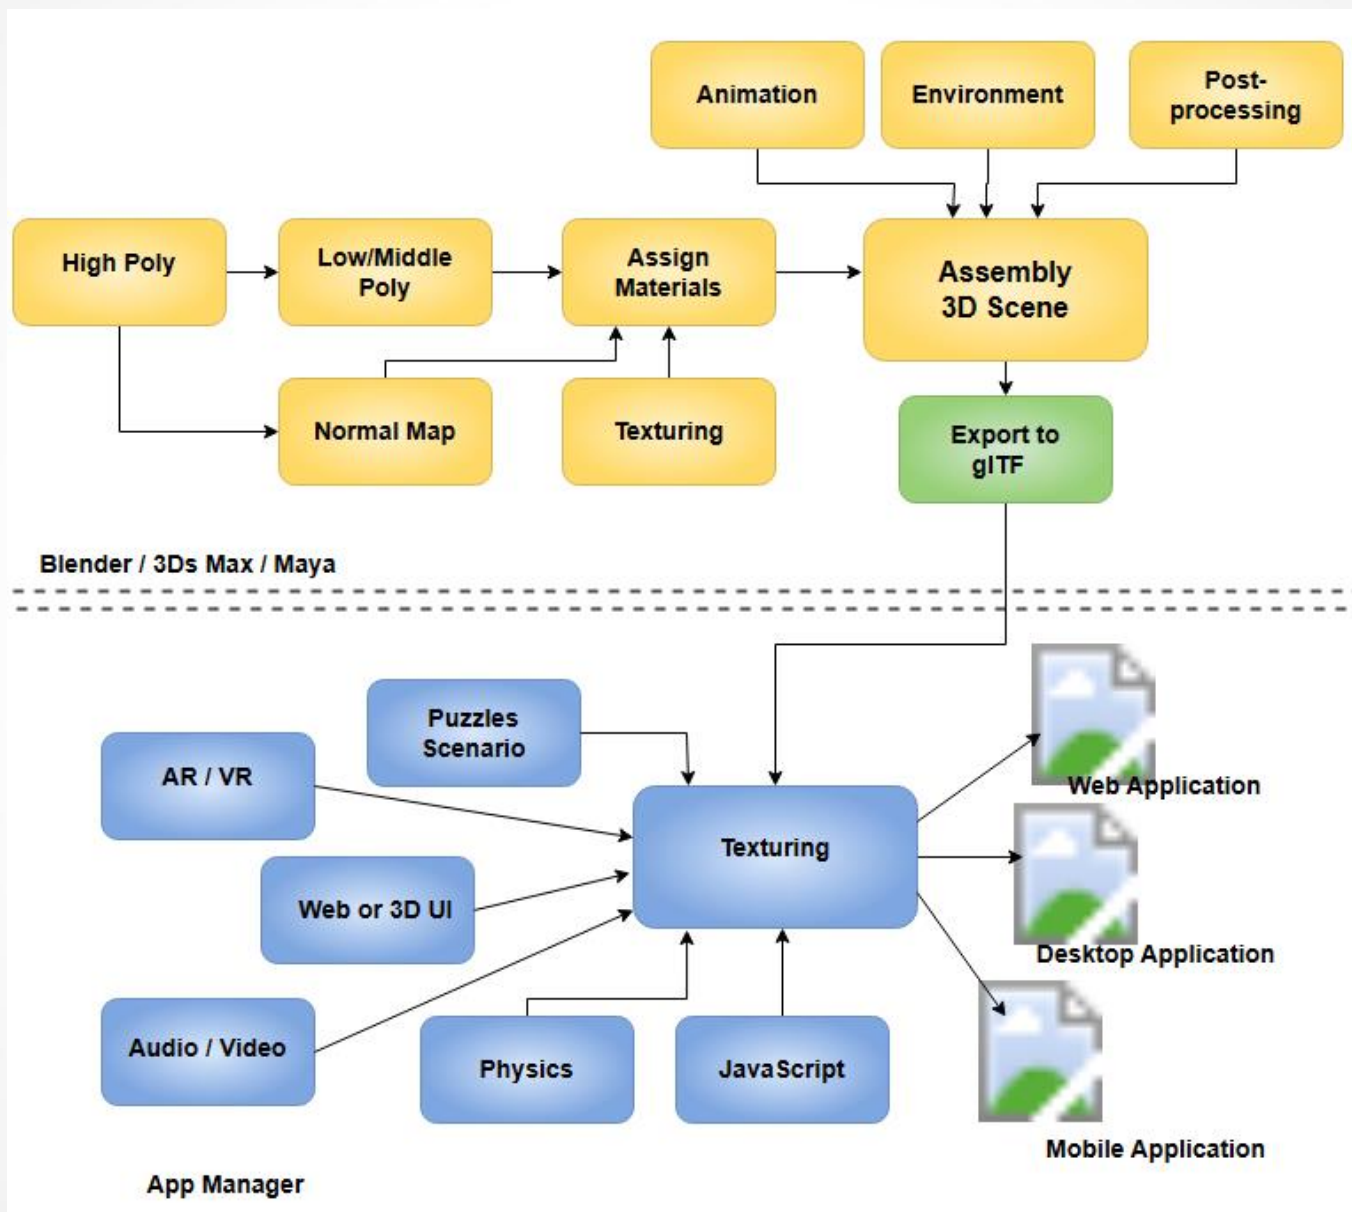 Animation
Environment
Post-
processing
High Poly
Low/Middle
Poly
Assign
Materials
Assembly
3D Scene
Normal Map
Texturing
Export to
glTF
Blender / 3Ds Max / Maya
Puzzles
Scenario
AR / VR
Web Application
Texturing
Web or 3D UI
Desktop Application
Audio / Video
Physics
JavaScript
Mobile Application
App Manager